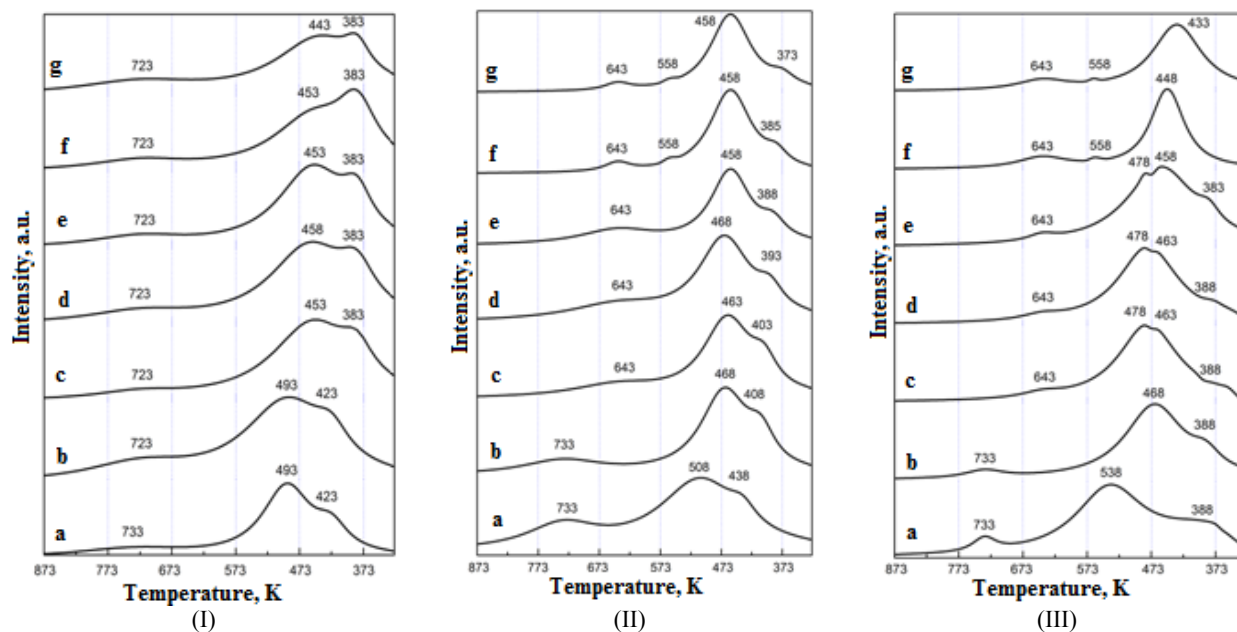 443 383
723
g
453 383
723
f
453 383
723
e
458 383
723
d
453 383
723
c
493 423
723
b
493
423
733
a
873 773 673 573 473 373
Temperature, K
Intensity, a.u.
(I)
458
373
643 558
g
458
385
643 558
f
458
388
643
e
468
393
643
d
463
403
643
c
468
408
733
b
508 438
733
a
873 773 673 573 473 373
Temperature, K
Intensity, a.u.
(II)
433
643 558
g
448
643 558
f
478 458
383
643
e
478 463
388
643
d
478 463
388
643
c
468
388
733
b
538
388
733
a
873 773 673 573 473 373
Temperature, K
Intensity, a.u.
(III)